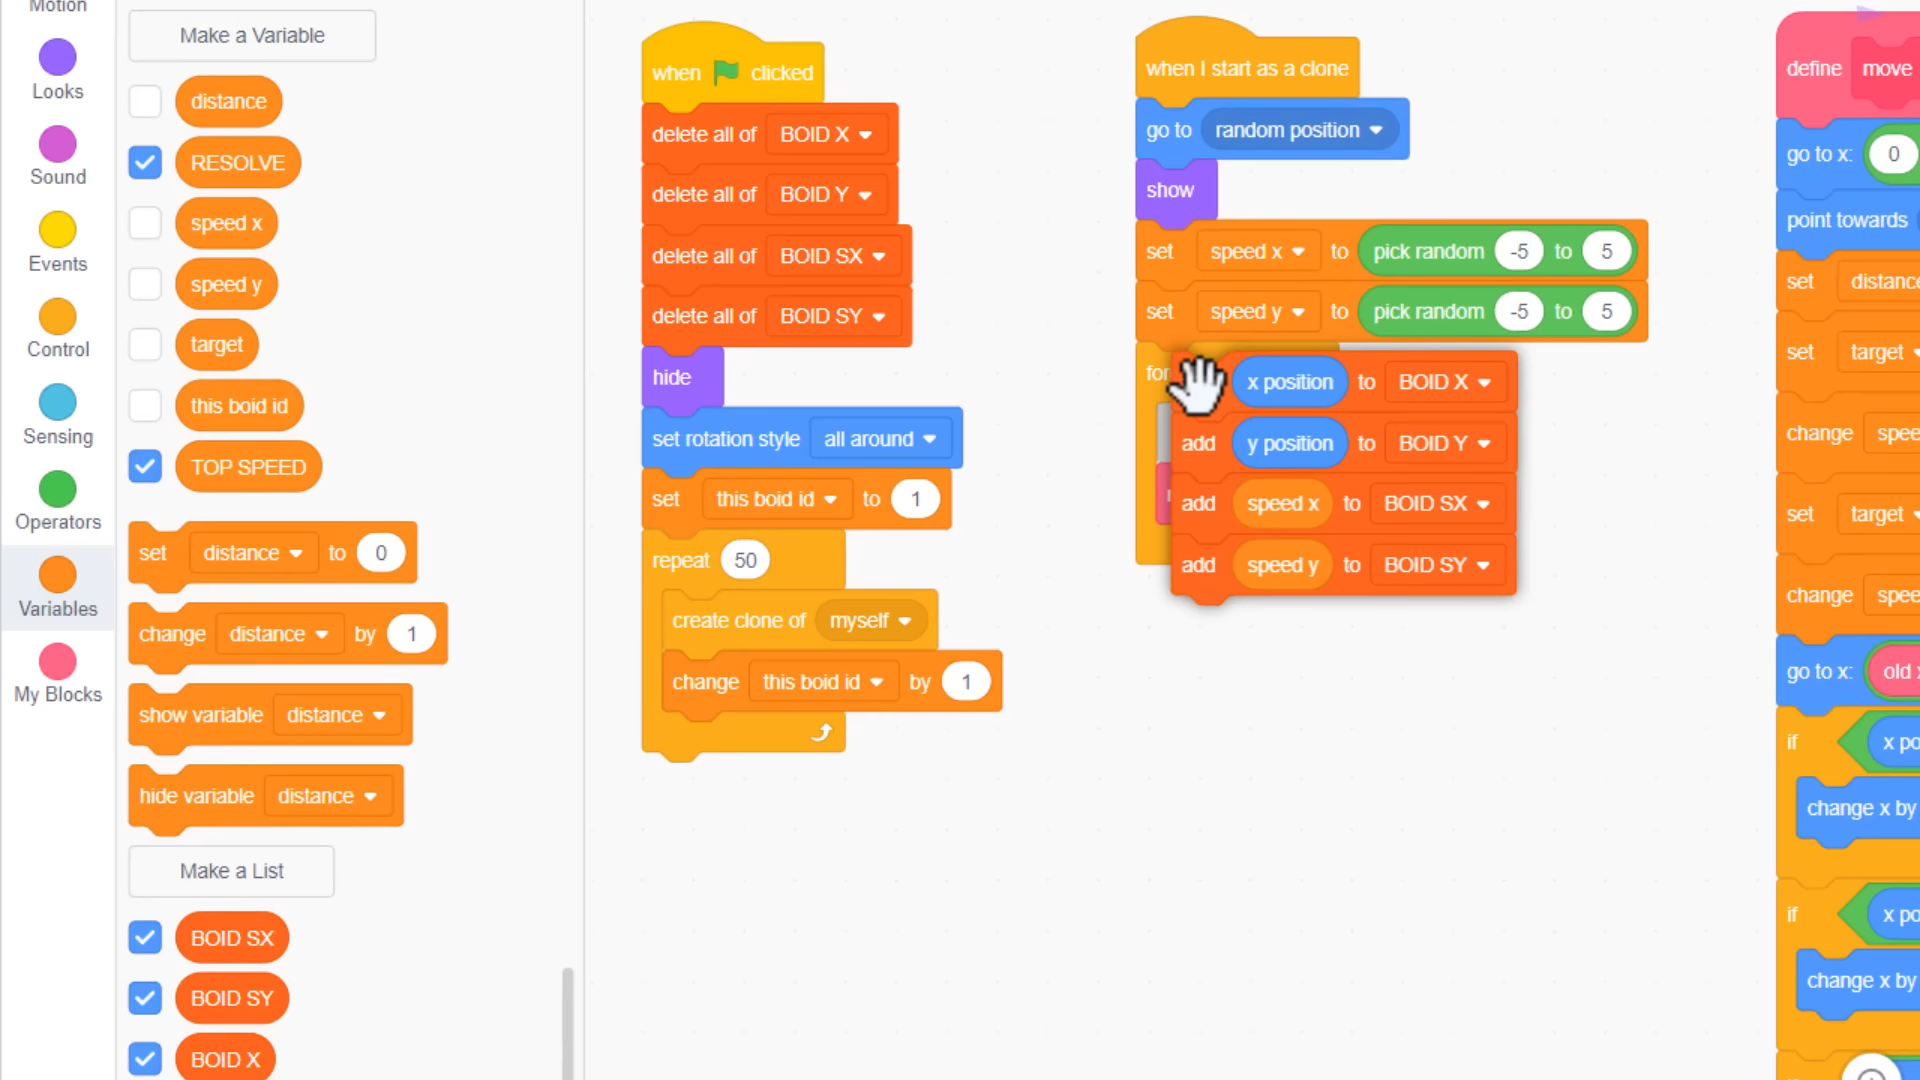 Motion
Looks
Sound
Events
Control
Sensing
Operators
Variables
My Blocks
Make a Variable
distance
RESOLVE
speed x
speed y
target
this boid id
TOP SPEED
set distance to 0
change distance by 1
show variable distance
hide variable distance
Make a List
BOID SX
BOID SY
BOID X
when clicked
delete all of BOID X
delete all of BOID Y
delete all of BOID SX
delete all of BOID SY
hide
set rotation style all around
set this boid id to 1
repeat 50
create clone of myself
change this boid id by 1
when I start as a clone
go to random position
show
set speed x to pick random -5 to 5
set speed y to pick random -5 to 5
for
x position to BOID X
add y position to BOID Y
add speed x to BOID SX
add speed y to BOID SY
define move
go to x: 0
point towards
set distance
set target
change spee
set target
change spee
go to x: old x
if x po
change x by
if x po
change x by